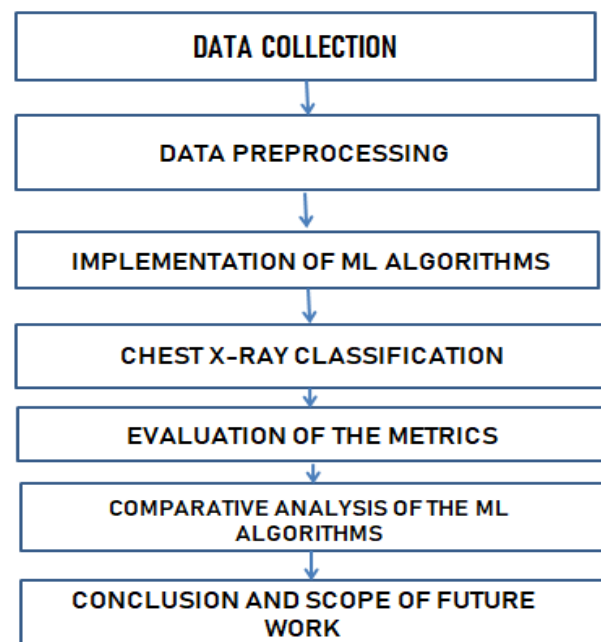 DATA COLLECTION
DATA PREPROCESSING
IMPLEMENTATION OF ML ALGORITHMS
CHEST X-RAY CLASSIFICATION
EVALUATION OF THE METRICS
COMPARATIVE ANALYSIS OF THE ML
ALGORITHMS
CONCLUSION AND SCOPE OF FUTURE
WORK